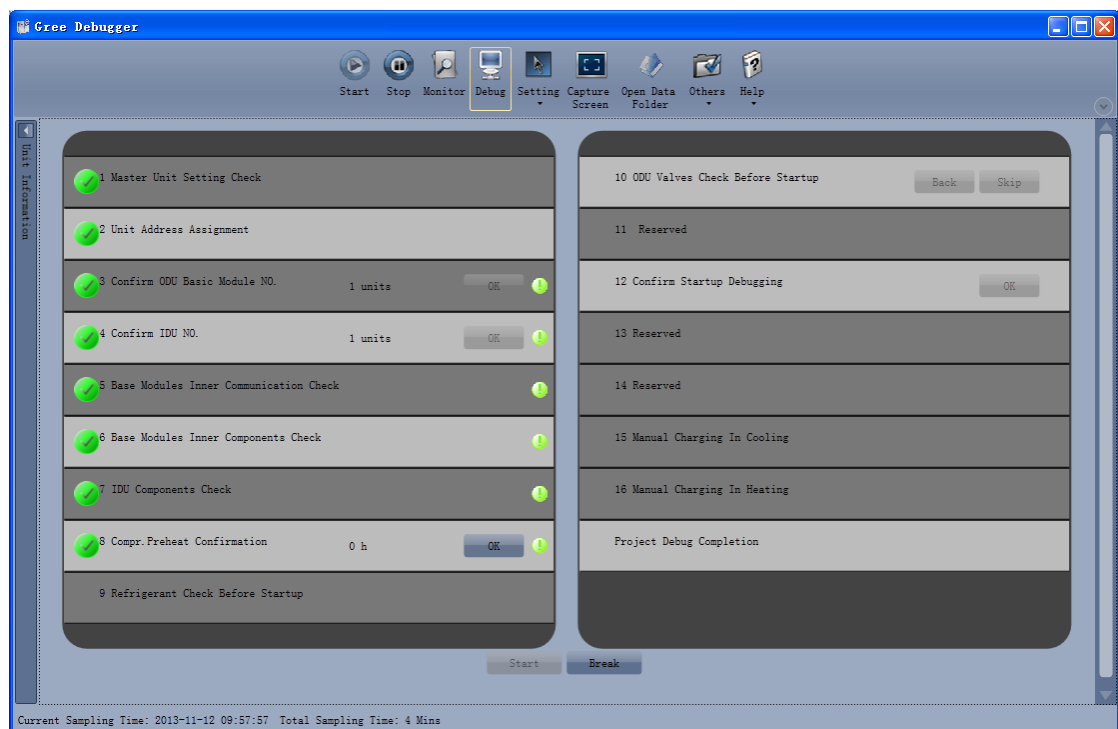 Gree Debugger
Start Stop Monitor Debug Setting Capture Screen Open Data Folder Others Help
Unit Information
1 Master Unit Setting Check
2 Unit Address Assignment
3 Confirm ODU Basic Module NO. 1 units OK
4 Confirm IDU NO. 1 units OK
5 Base Modules Inner Communication Check
6 Base Modules Inner Components Check
7 IDU Components Check
8 Compr.Preheat Confirmation 0 h OK
9 Refrigerant Check Before Startup
10 ODU Valves Check Before Startup Back Skip
11 Reserved
12 Confirm Startup Debugging OK
13 Reserved
14 Reserved
15 Manual Charging In Cooling
16 Manual Charging In Heating
Project Debug Completion
Start Break
Current Sampling Time: 2013-11-12 09:57:57 Total Sampling Time: 4 Mins